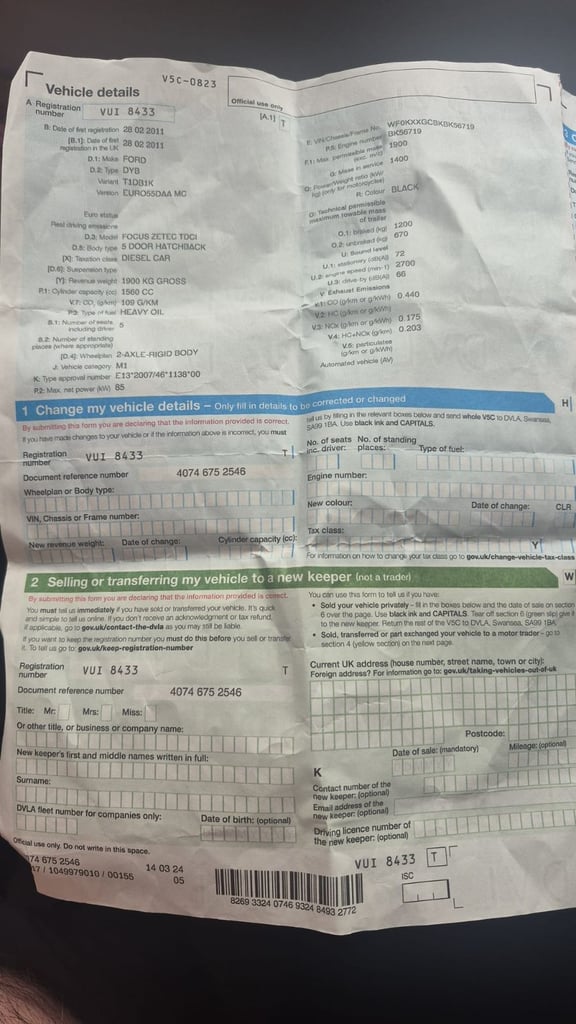 Vehicle details
V5C-0823
Official use only
A Registration number VUI 8433
[A.1] T
B: Date of first registration 28 02 2011
[B.1]: Date of first registration in the UK 28 02 2011
D.1: Make FORD
D.2: Type DYB
Variant T1DB1K
Version EURO55DAA MC
Euro status
Real driving emissions
D.3: Model FOCUS ZETEC TDCI
D.5: Body type 5 DOOR HATCHBACK
[X]: Taxation class DIESEL CAR
[D.6]: Suspension type
[Y]: Revenue weight 1900 KG GROSS
P.1: Cylinder capacity (cc) 1560 CC
V.7: CO₂ (g/km) 109 G/KM
P.3: Type of fuel HEAVY OIL
S.1: Number of seats, including driver 5
S.2: Number of standing places (where appropriate)
[D.4]: Wheelplan 2-AXLE-RIGID BODY
J: Vehicle category M1
K: Type approval number E13*2007/46*1138*00
P.2: Max. net power (kW) 85
E: VIN/Chassis/Frame No. WF0KXXGCBKBK56719
P.5: Engine number BK56719
F.1: Max. permissible mass (exc. m/c) 1900
G: Mass in service 1400
Q: Power/Weight ratio (kW/kg) (only for motorcycles)
R: Colour BLACK
O: Technical permissible maximum towable mass of trailer
O.1: braked (kg) 1200
O.2: unbraked (kg) 670
U: Sound level
U.1: stationary (dB(A)) 72
U.2: engine speed (min-1) 2700
U.3: drive-by (dB(A)) 66
V: Exhaust Emissions
V.1: CO (g/km or g/kWh) 0.440
V.2: HC (g/km or g/kWh)
V.3: NOx (g/km or g/kWh) 0.175
V.4: HC+NOx (g/km) 0.203
V.5: particulates (g/km or g/kWh)
Automated vehicle (AV)
1 Change my vehicle details – Only fill in details to be corrected or changed
H
By submitting this form you are declaring that the information provided is correct.
If you have made changes to your vehicle or if the information above is incorrect, you must
tell us by filling in the relevant boxes below and send whole V5C to DVLA, Swansea,
SA99 1BA. Use black ink and CAPITALS.
Registration number VUI 8433 T
Document reference number 4074 675 2546
Wheelplan or Body type:
VIN, Chassis or Frame number:
New revenue weight: Date of change: Cylinder capacity (cc):
No. of seats inc. driver: No. of standing places: Type of fuel:
Engine number:
New colour: Date of change: CLR
Tax class:
Y
For information on how to change your tax class go to gov.uk/change-vehicle-tax-class
2 Selling or transferring my vehicle to a new keeper (not a trader)
W
By submitting this form you are declaring that the information provided is correct.
You must tell us immediately if you have sold or transferred your vehicle. It's quick
and simple to tell us online. If you don't receive an acknowledgment or tax refund,
if applicable, go to gov.uk/contact-the-dvla as you may still be liable.
If you want to keep the registration number you must do this before you sell or transfer
it. To tell us go to: gov.uk/keep-registration-number
You can use this form to tell us if you have:
• Sold your vehicle privately – fill in the boxes below and the date of sale on section
6 over the page. Use black ink and CAPITALS. Tear off section 6 (green slip) give it
to the new keeper. Return the rest of the V5C to DVLA, Swansea, SA99 1BA.
• Sold, transferred or part exchanged your vehicle to a motor trader – go to
section 4 (yellow section) on the next page.
Registration number VUI 8433 T
Document reference number 4074 675 2546
Title: Mr: Mrs: Miss:
Or other title, or business or company name:
New keeper's first and middle names written in full:
Surname:
DVLA fleet number for companies only: Date of birth: (optional)
Current UK address (house number, street name, town or city):
Foreign address? For information go to: gov.uk/taking-vehicles-out-of-uk
Postcode:
Date of sale: (mandatory) Mileage: (optional)
K
Contact number of the new keeper: (optional)
Email address of the new keeper: (optional)
Driving licence number of the new keeper: (optional)
Official use only. Do not write in this space.
74 675 2546 14 03 24
17 / 1049979010 / 00155 05
8269 3324 0746 9324 8493 2772
VUI 8433 T
ISC